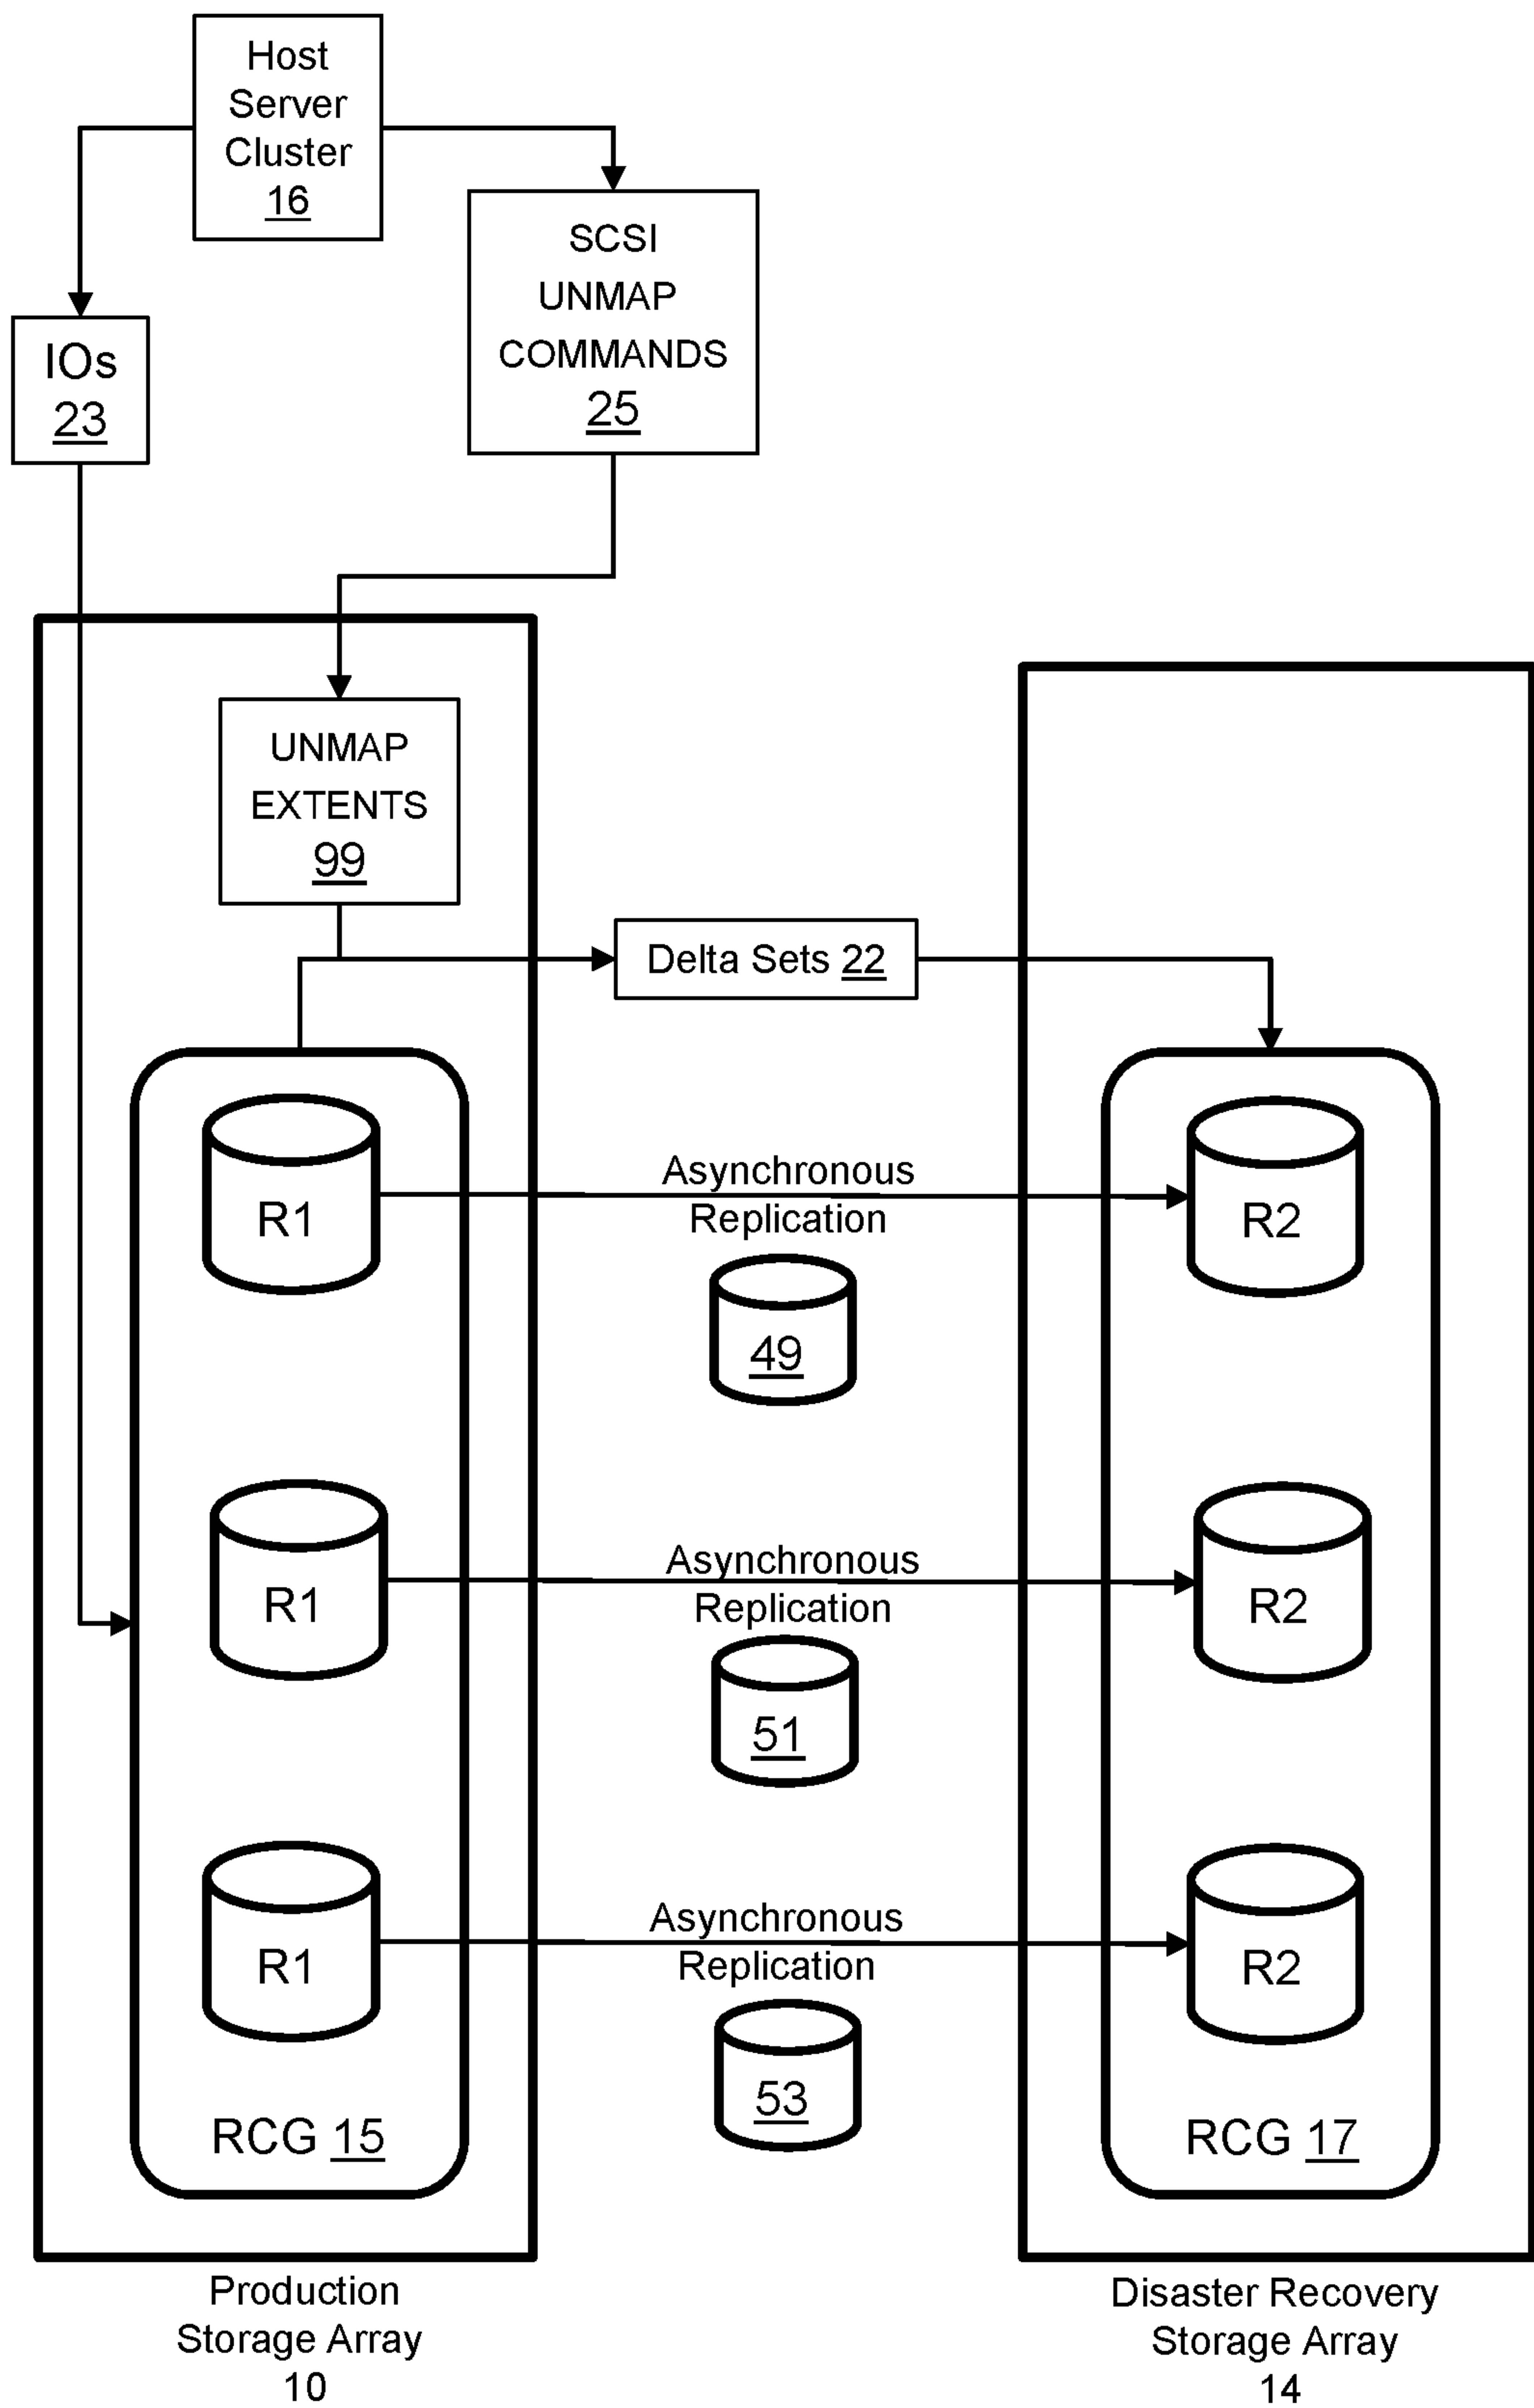 Host
Server
Cluster
16
SCSI
UNMAP
COMMANDS
25
IOs
23
UNMAP
EXTENTS
99
Delta Sets 22
R1
Asynchronous
Replication
R2
49
R1
Asynchronous
Replication
R2
51
R1
Asynchronous
Replication
R2
53
RCG 15
RCG 17
Production
Storage Array
10
Disaster Recovery
Storage Array
14